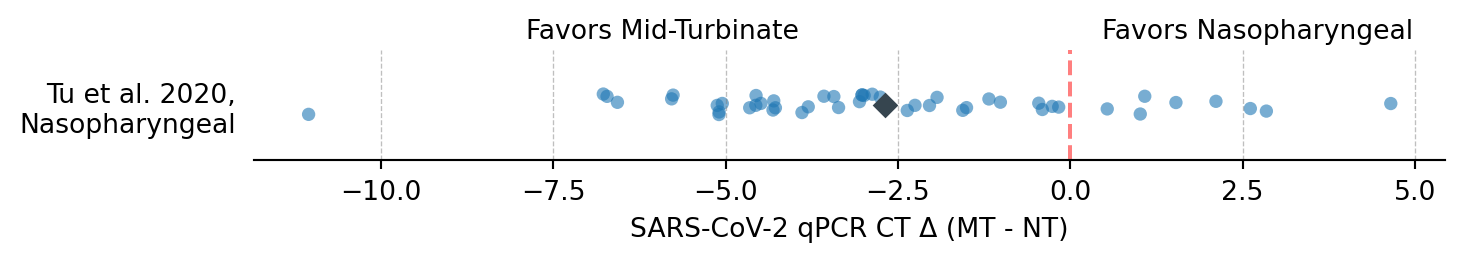 Favors Mid-Turbinate Favors Nasopharyngeal
Tu et al. 2020,
Nasopharyngeal
−10.0 −7.5 −5.0 −2.5 0.0 2.5 5.0
SARS-CoV-2 qPCR CT Δ (MT - NT)